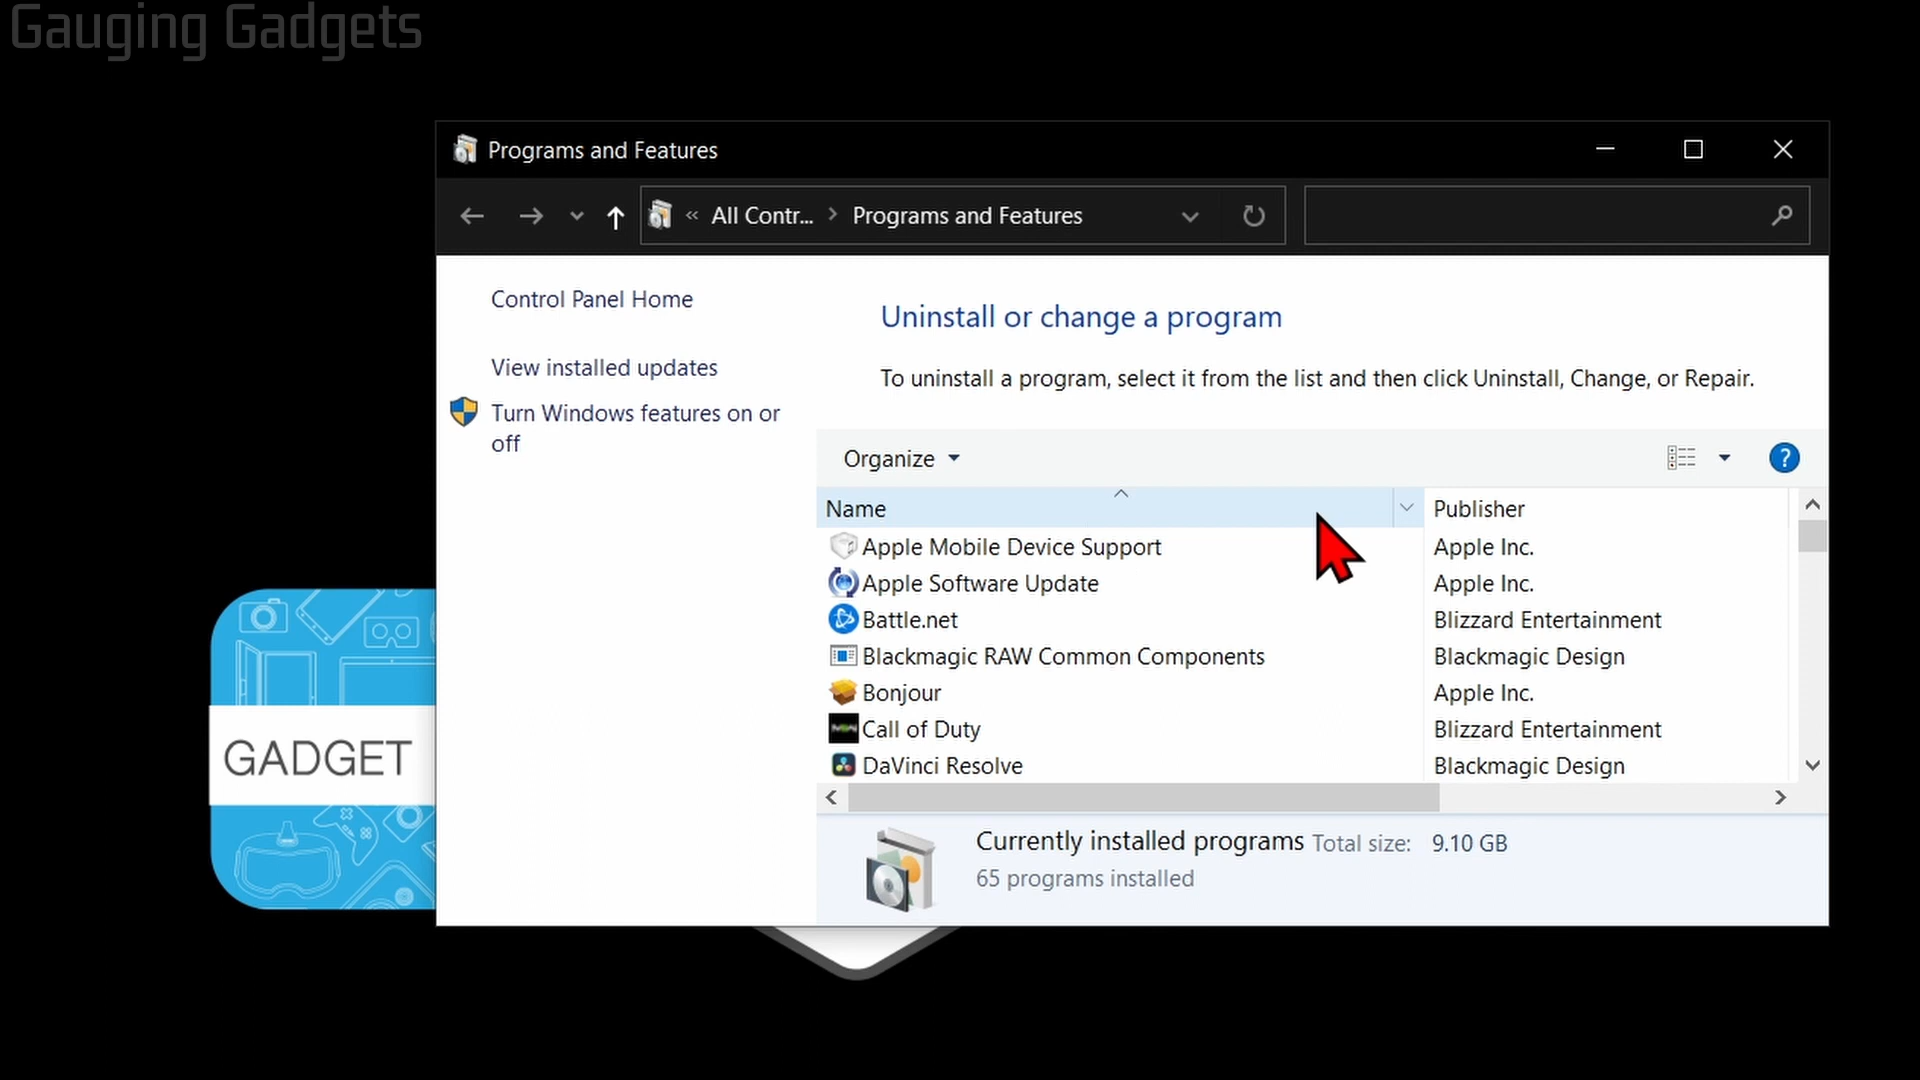 Gauging Gadgets
Programs and Features
« All Contr... > Programs and Features
Control Panel Home
View installed updates
Turn Windows features on or
off
Uninstall or change a program
To uninstall a program, select it from the list and then click Uninstall, Change, or Repair.
Organize
?
Name Publisher
Apple Mobile Device Support Apple Inc.
Apple Software Update Apple Inc.
Battle.net Blizzard Entertainment
Blackmagic RAW Common Components Blackmagic Design
Bonjour Apple Inc.
Call of Duty Blizzard Entertainment
DaVinci Resolve Blackmagic Design
Currently installed programs Total size: 9.10 GB
65 programs installed
GADGET